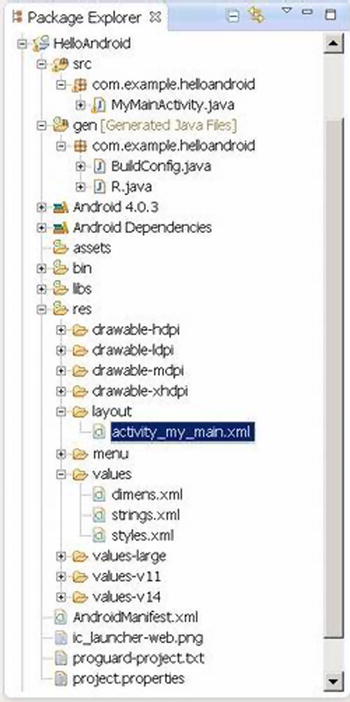 Package Explorer
HelloAndroid
src
com.example.helloandroid
MyMainActivity.java
gen [Generated Java Files]
com.example.helloandroid
BuildConfig.java
R.java
Android 4.0.3
Android Dependencies
assets
bin
libs
res
drawable-hdpi
drawable-ldpi
drawable-mdpi
drawable-xhdpi
layout
activity_my_main.xml
menu
values
dimens.xml
strings.xml
styles.xml
values-large
values-v11
values-v14
AndroidManifest.xml
ic_launcher-web.png
proguard-project.txt
project.properties